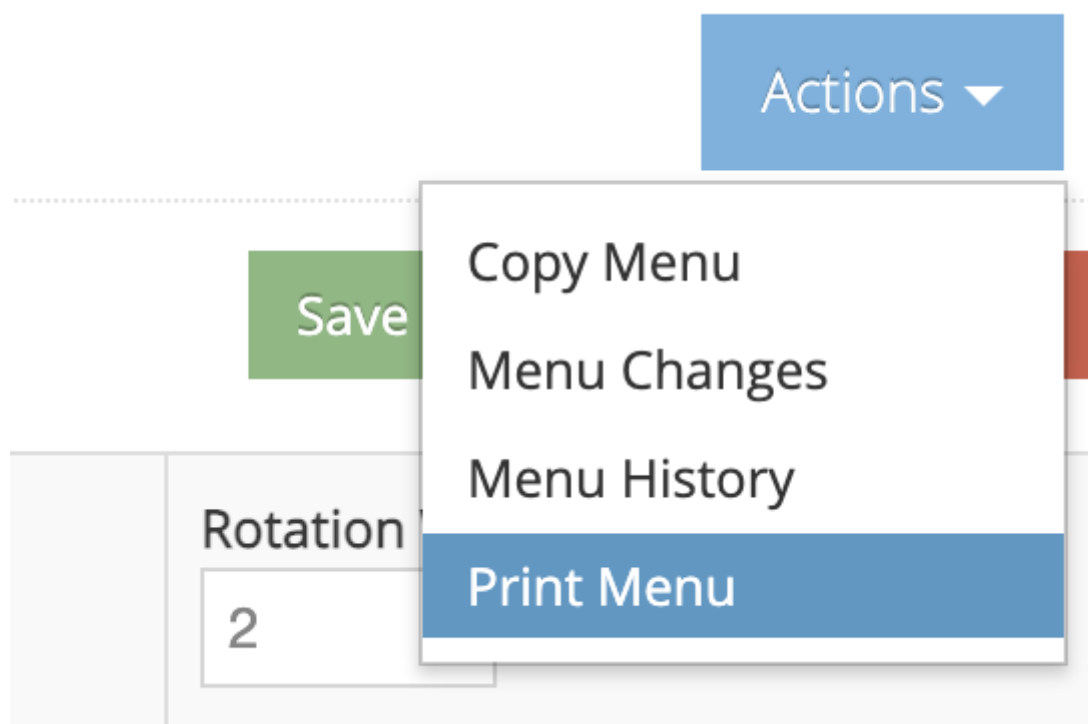 Actions
Copy Menu
Save
Menu Changes
Menu History
Rotation
Print Menu
2